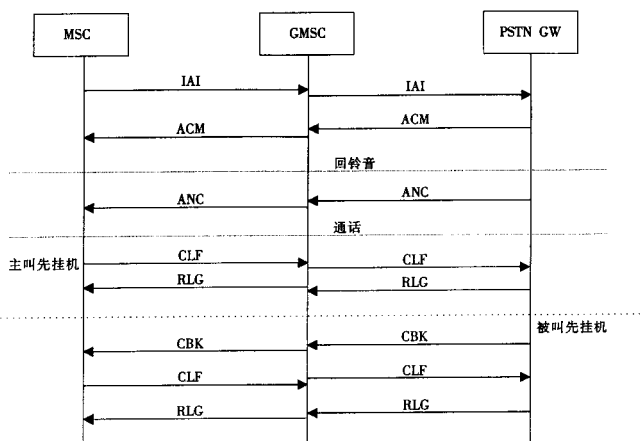 MSC GMSC PSTN GW
IAI IAI
ACM ACM
回铃音
ANC ANC
通话
主叫先挂机 CLF CLF
RLG RLG
被叫先挂机
CBK CBK
CLF CLF
RLG RLG